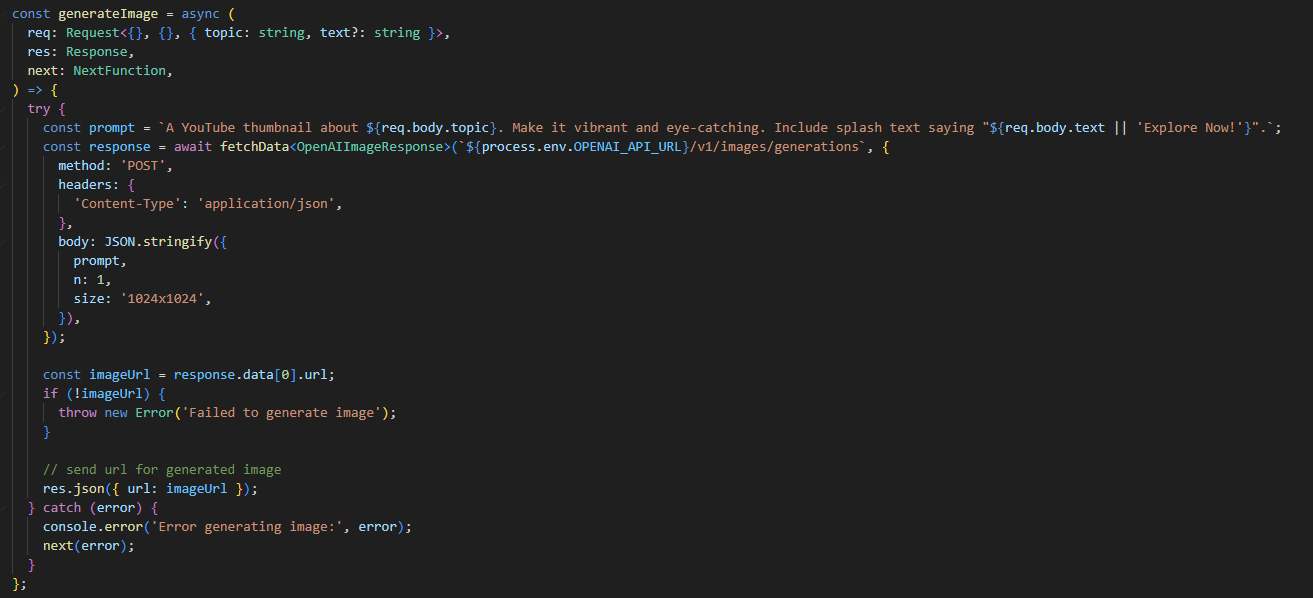 const generateImage = async (
  req: Request<{}, {}, { topic: string, text?: string }>,
  res: Response,
  next: NextFunction,
) => {
  try {
    const prompt = `A YouTube thumbnail about ${req.body.topic}. Make it vibrant and eye-catching. Include splash text saying "${req.body.text || 'Explore Now!'}".`;
    const response = await fetchData<OpenAIImageResponse>(`${process.env.OPENAI_API_URL}/v1/images/generations`, {
      method: 'POST',
      headers: {
        'Content-Type': 'application/json',
      },
      body: JSON.stringify({
        prompt,
        n: 1,
        size: '1024x1024',
      }),
    });

    const imageUrl = response.data[0].url;
    if (!imageUrl) {
      throw new Error('Failed to generate image');
    }

    // send url for generated image
    res.json({ url: imageUrl });
  } catch (error) {
    console.error('Error generating image:', error);
    next(error);
  }
};